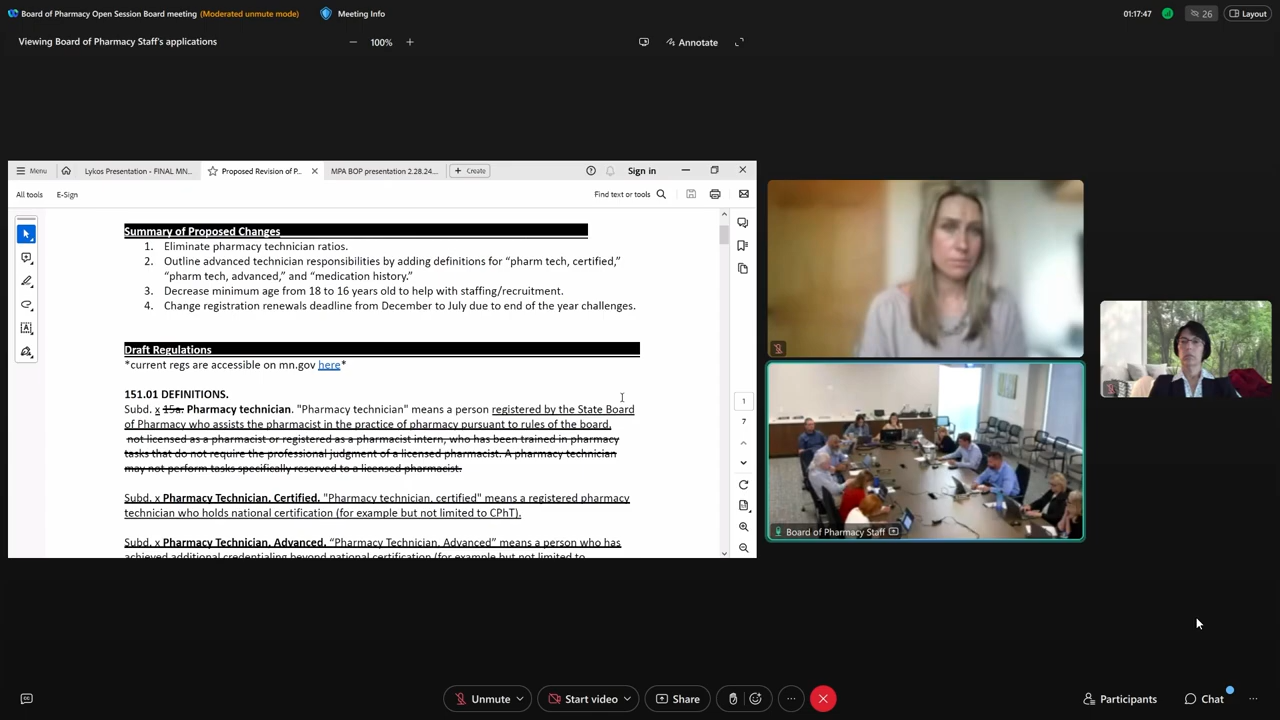 Board of Pharmacy Open Session Board meeting (Moderated unmute mode) Meeting Info 01:17:47 26 Layout
Viewing Board of Pharmacy Staff's applications 100% Annotate
Menu Lykos Presentation - FINAL MN... Proposed Revision of P... MPA BOP presentation 2.28.24... Create Sign in
All tools E-Sign Find text or tools
Summary of Proposed Changes
1. Eliminate pharmacy technician ratios.
2. Outline advanced technician responsibilities by adding definitions for “pharm tech, certified,”
“pharm tech, advanced,” and “medication history.”
3. Decrease minimum age from 18 to 16 years old to help with staffing/recruitment.
4. Change registration renewals deadline from December to July due to end of the year challenges.
Draft Regulations
*current regs are accessible on mn.gov here*
151.01 DEFINITIONS.
Subd. x 15a. Pharmacy technician. "Pharmacy technician" means a person registered by the State Board
of Pharmacy who assists the pharmacist in the practice of pharmacy pursuant to rules of the board.
not licensed as a pharmacist or registered as a pharmacist intern, who has been trained in pharmacy
tasks that do not require the professional judgment of a licensed pharmacist. A pharmacy technician
may not perform tasks specifically reserved to a licensed pharmacist.
Subd. x Pharmacy Technician, Certified. "Pharmacy technician, certified" means a registered pharmacy
technician who holds national certification (for example but not limited to CPhT).
Subd. x Pharmacy Technician, Advanced. “Pharmacy Technician, Advanced” means a person who has
achieved additional credentialing beyond national certification (for example but not limited to
1
7
Board of Pharmacy Staff
Unmute Start video Share Participants Chat